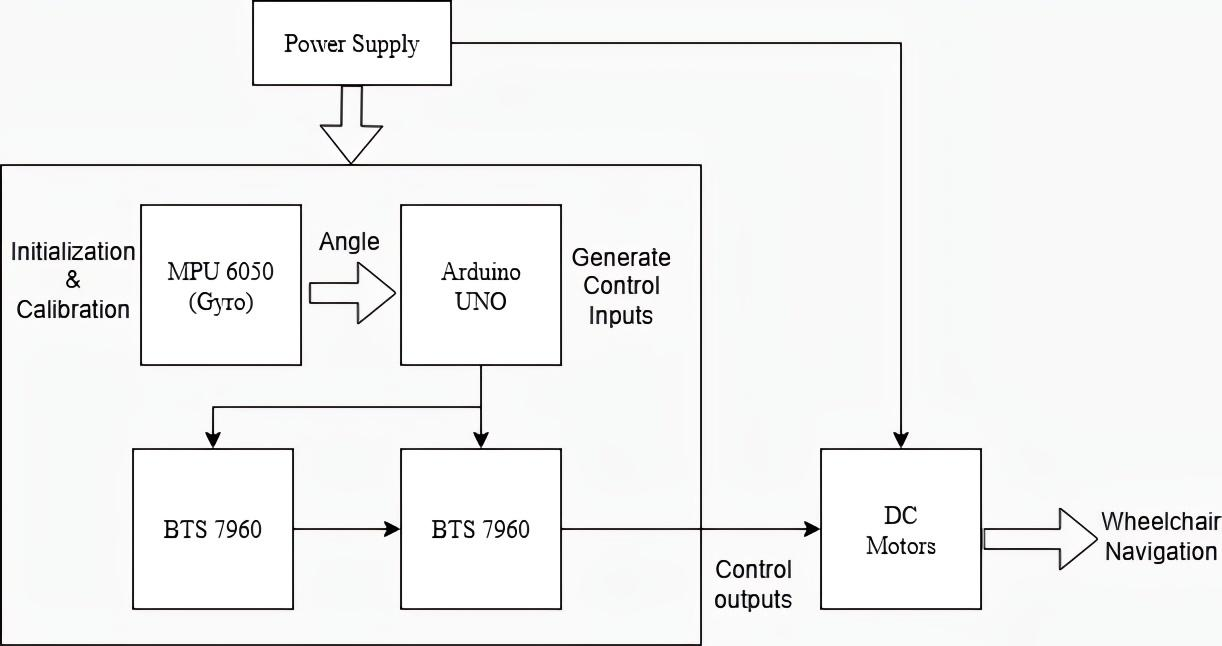 Power Supply
Initialization
&
Calibration
MPU 6050
(Gyro)
Angle
Arduino
UNO
Generate
Control
Inputs
BTS 7960
BTS 7960
Control
outputs
DC
Motors
Wheelchair
Navigation